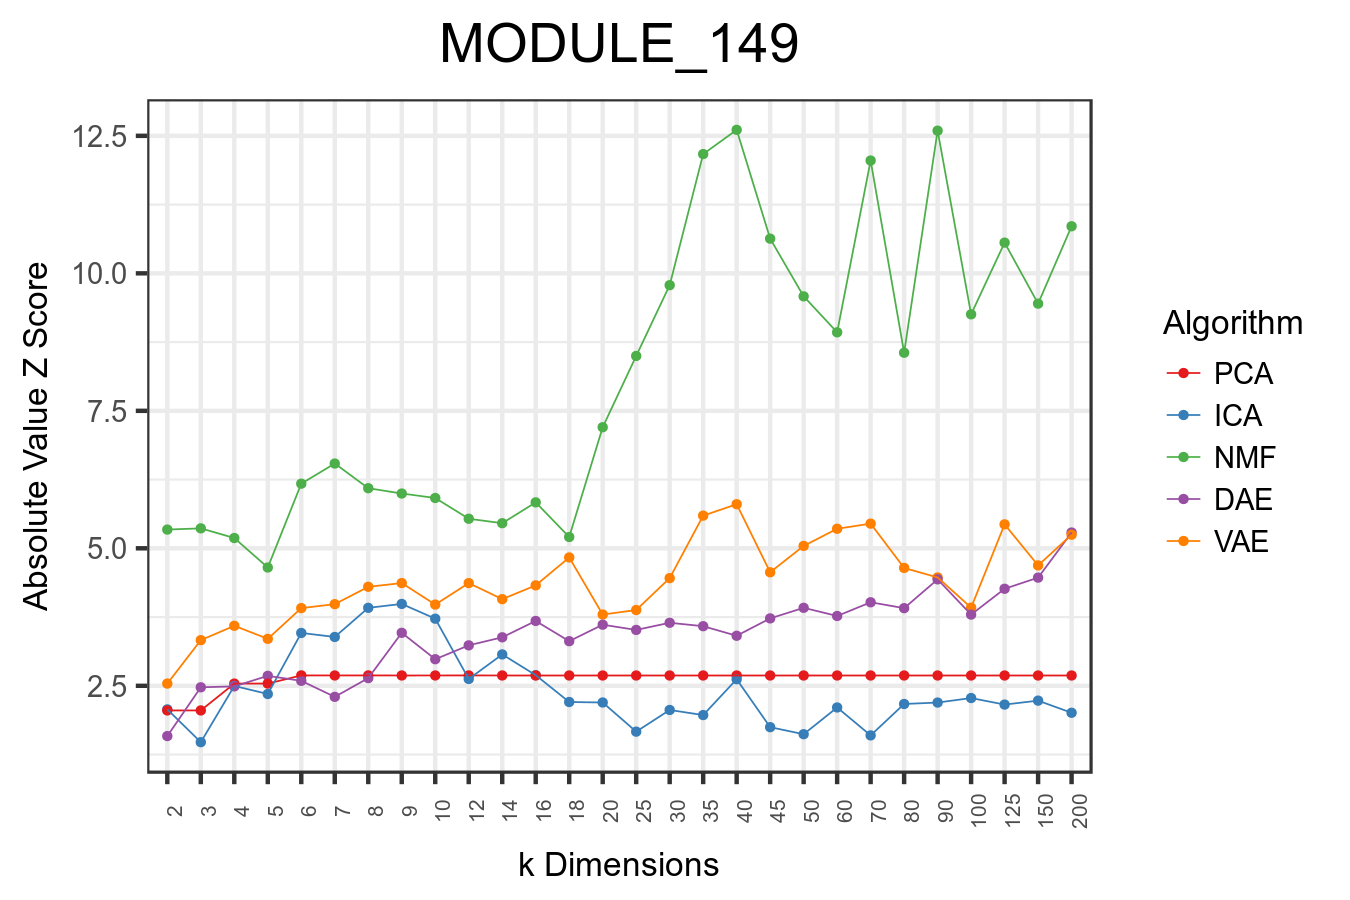 MODULE_149
Absolute Value Z Score
12.5
10.0
7.5
5.0
2.5
2 3 4 5 6 7 8 9 10 12 14 16 18 20 25 30 35 40 45 50 60 70 80 90 100 125 150 200
k Dimensions
Algorithm
PCA
ICA
NMF
DAE
VAE